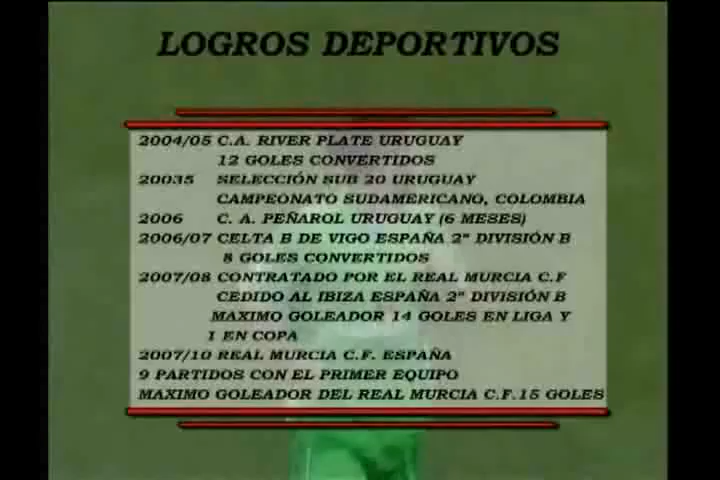 LOGROS DEPORTIVOS
2004/05 C.A. RIVER PLATE URUGUAY
12 GOLES CONVERTIDOS
20035 SELECCIÓN SUB 20 URUGUAY
CAMPEONATO SUDAMERICANO, COLOMBIA
2006 C. A. PEÑAROL URUGUAY (6 MESES)
2006/07 CELTA B DE VIGO ESPAÑA 2ª DIVISIÓN B
8 GOLES CONVERTIDOS
2007/08 CONTRATADO POR EL REAL MURCIA C.F
CEDIDO AL IBIZA ESPAÑA 2ª DIVISIÓN B
MAXIMO GOLEADOR 14 GOLES EN LIGA Y
1 EN COPA
2007/10 REAL MURCIA C.F. ESPAÑA
9 PARTIDOS CON EL PRIMER EQUIPO
MAXIMO GOLEADOR DEL REAL MURCIA C.F.15 GOLES